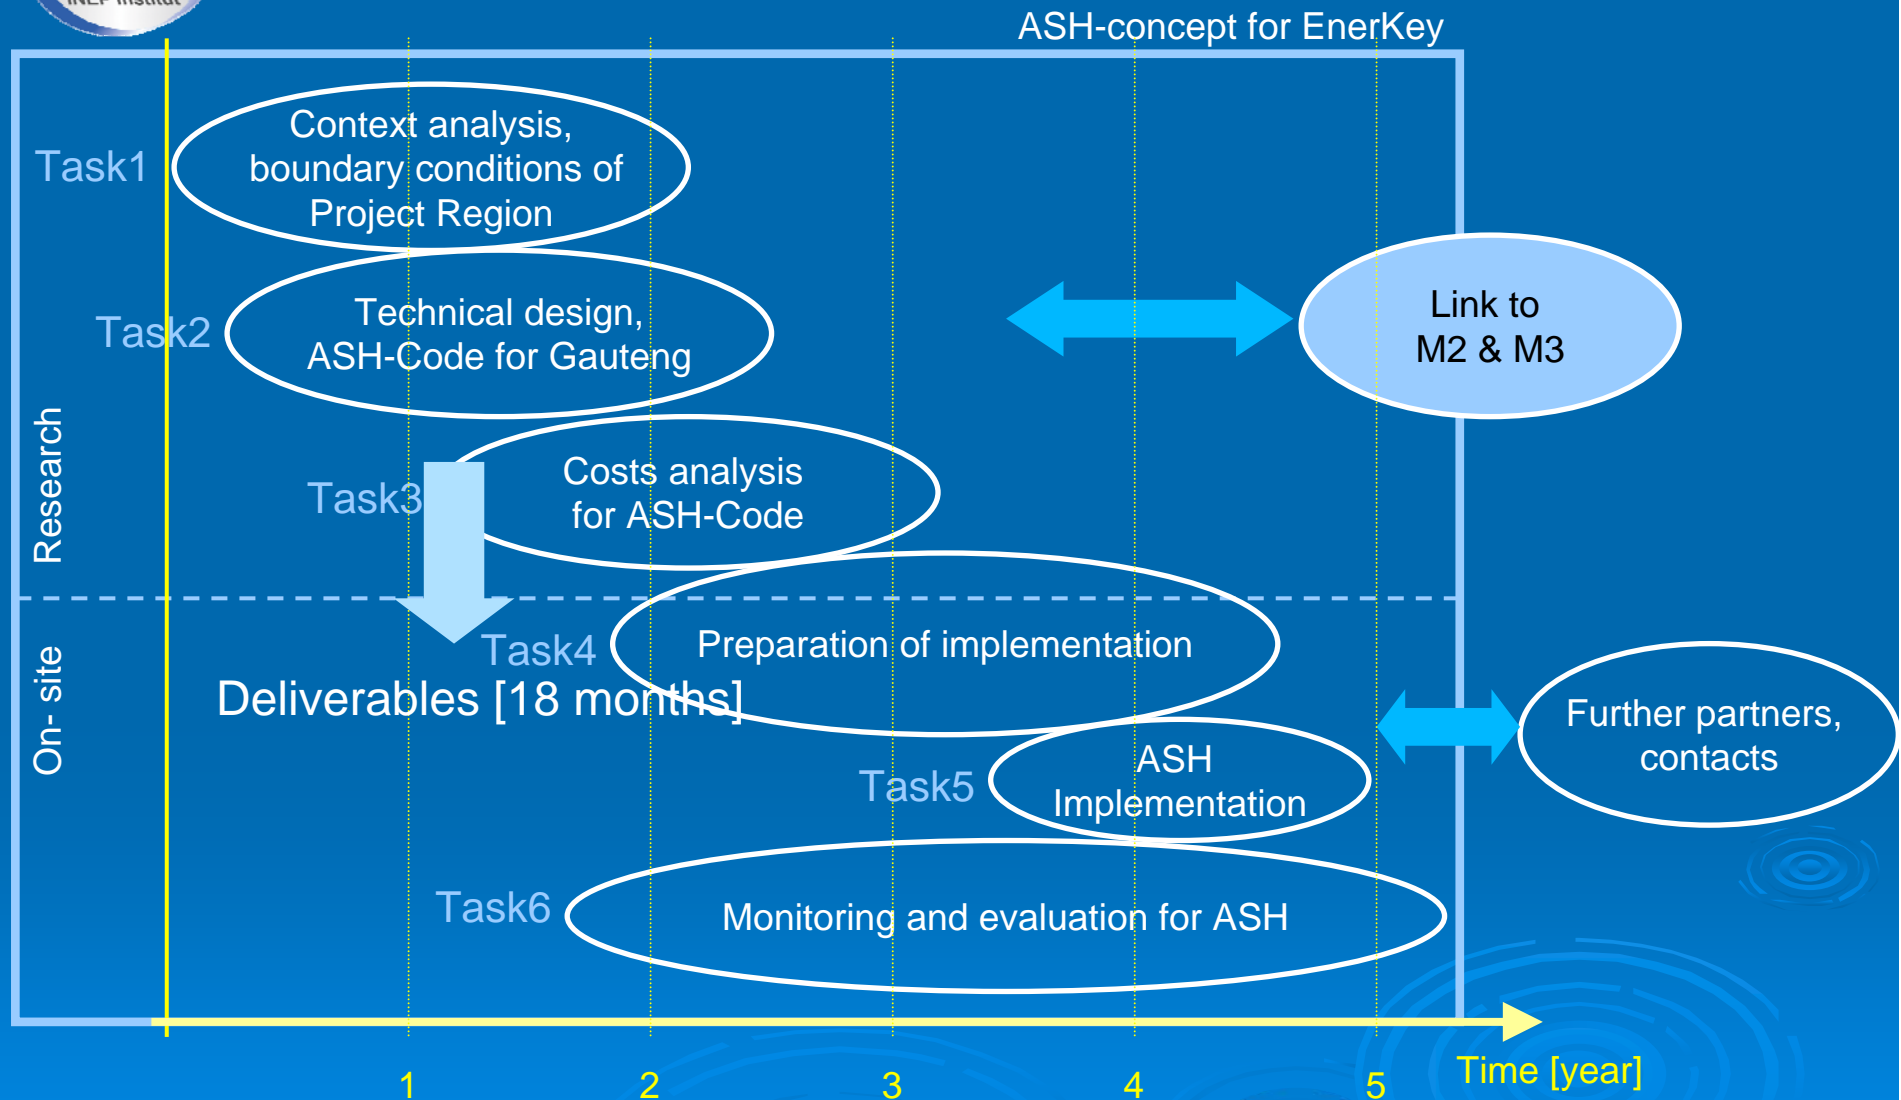 INEP Institut
ASH-concept for EnerKey
Task1
Context analysis,
boundary conditions of
Project Region
Task2
Technical design,
ASH-Code for Gauteng
Link to
M2 & M3
Research
Task3
Costs analysis
for ASH-Code
On- site
Task4
Preparation of implementation
Deliverables [18 months]
Further partners,
contacts
Task5
ASH
Implementation
Task6
Monitoring and evaluation for ASH
Time [year]
1 2 3 4 5